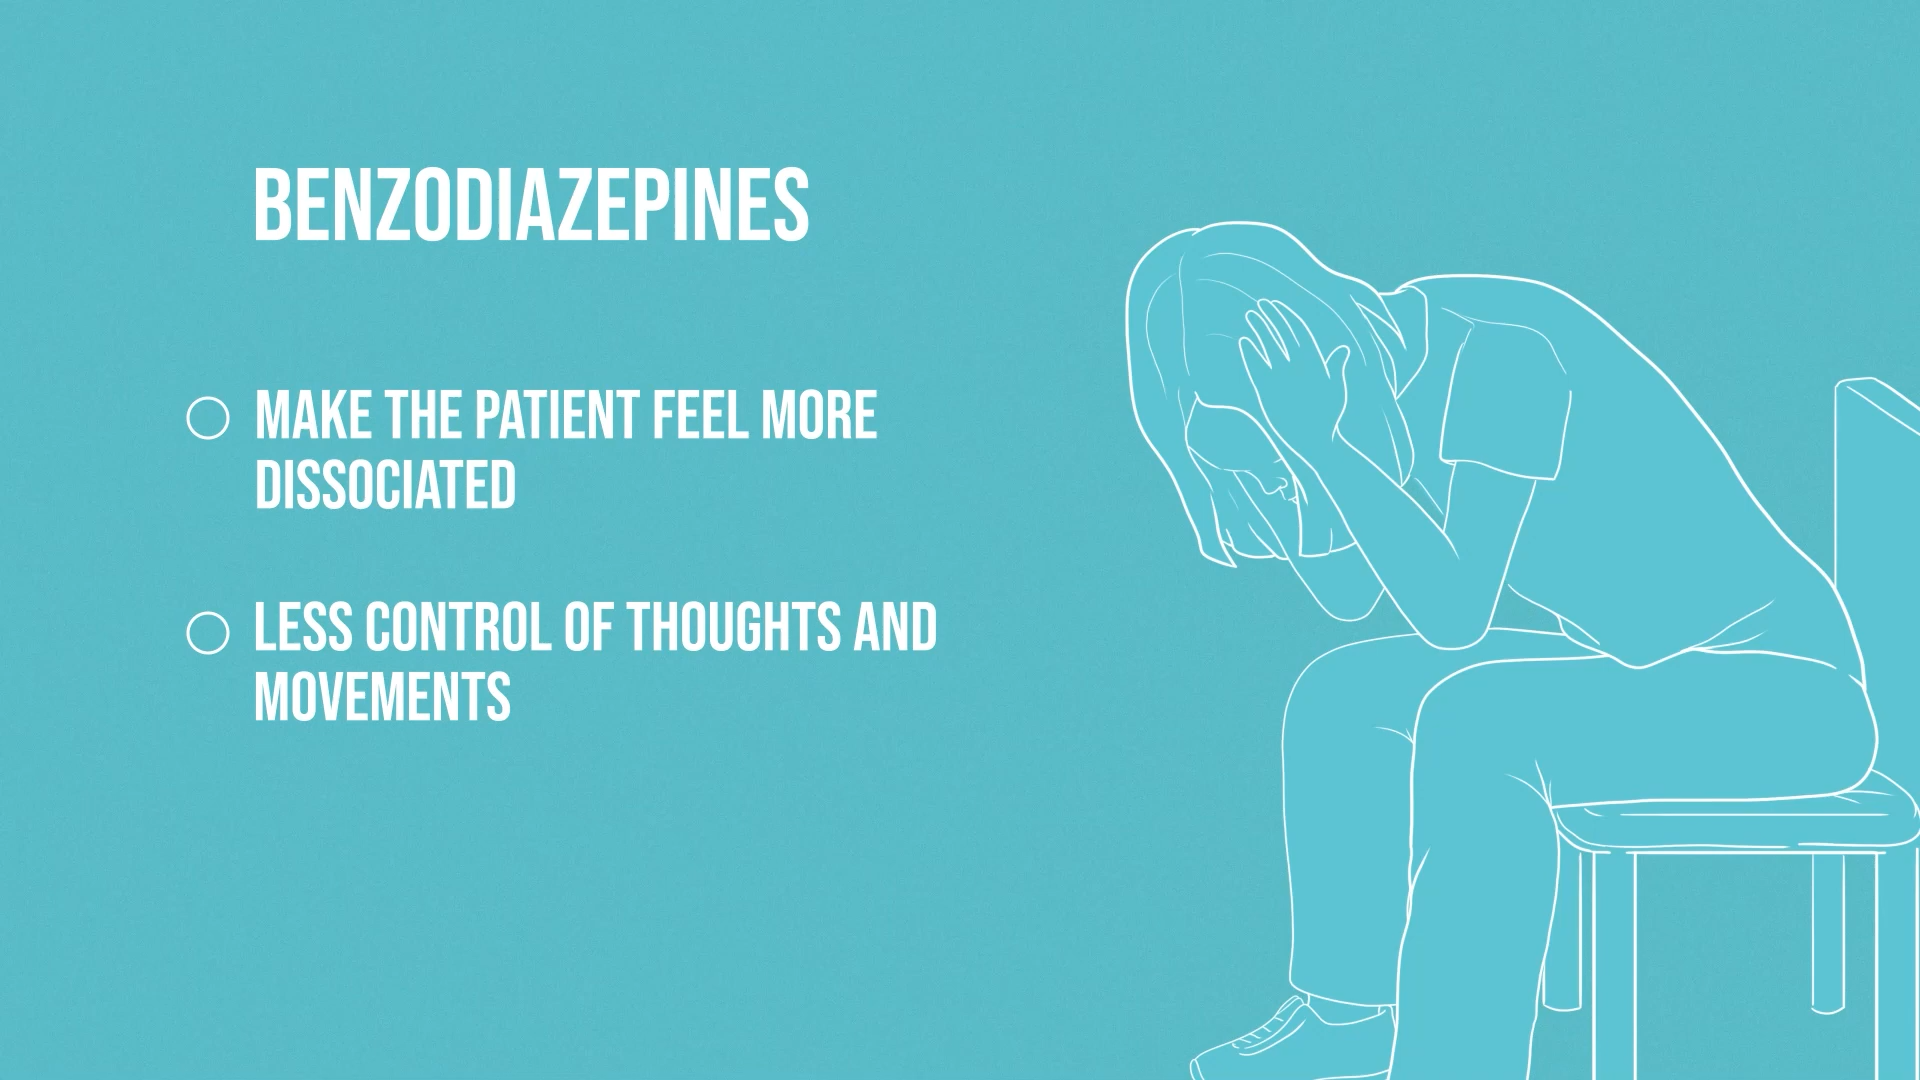 BENZODIAZEPINES
MAKE THE PATIENT FEEL MORE
DISSOCIATED
LESS CONTROL OF THOUGHTS AND
MOVEMENTS